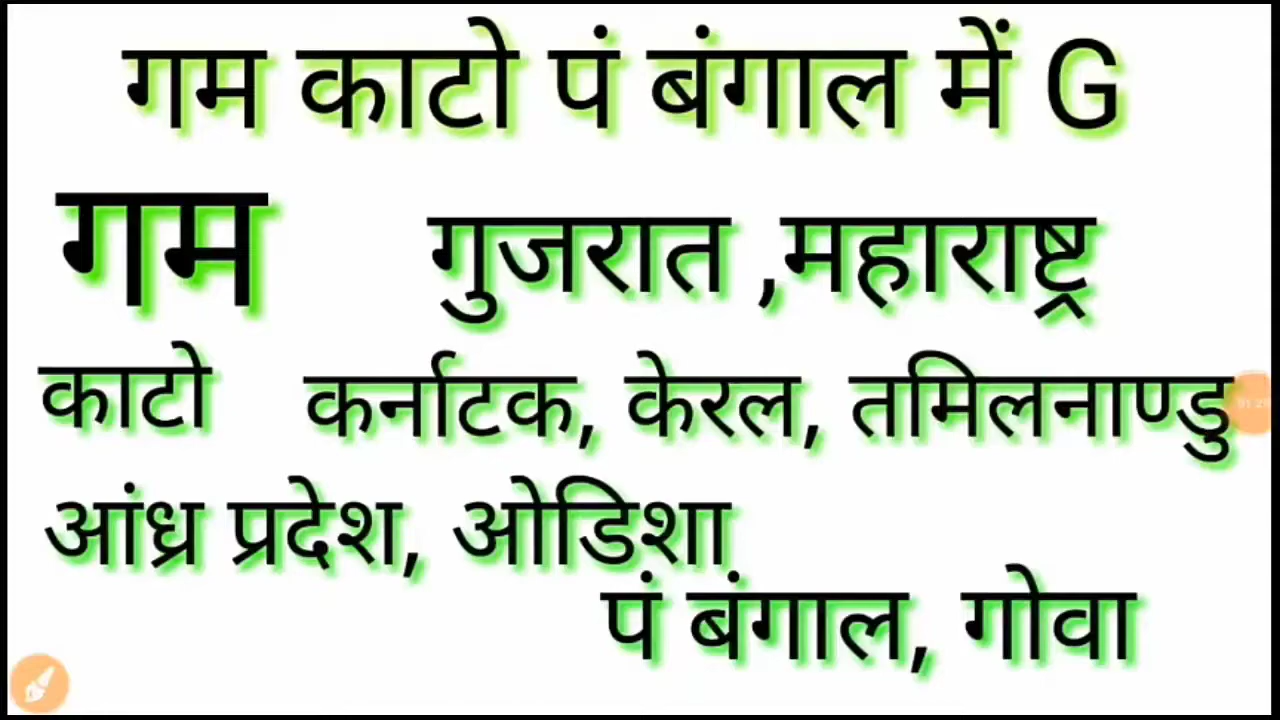 गम काटो पं बंगाल में G
गम गुजरात ,महाराष्ट्र
काटो कर्नाटक, केरल, तमिलनाण्डु
आंध्र प्रदेश, ओडिशा
पं बंगाल, गोवा